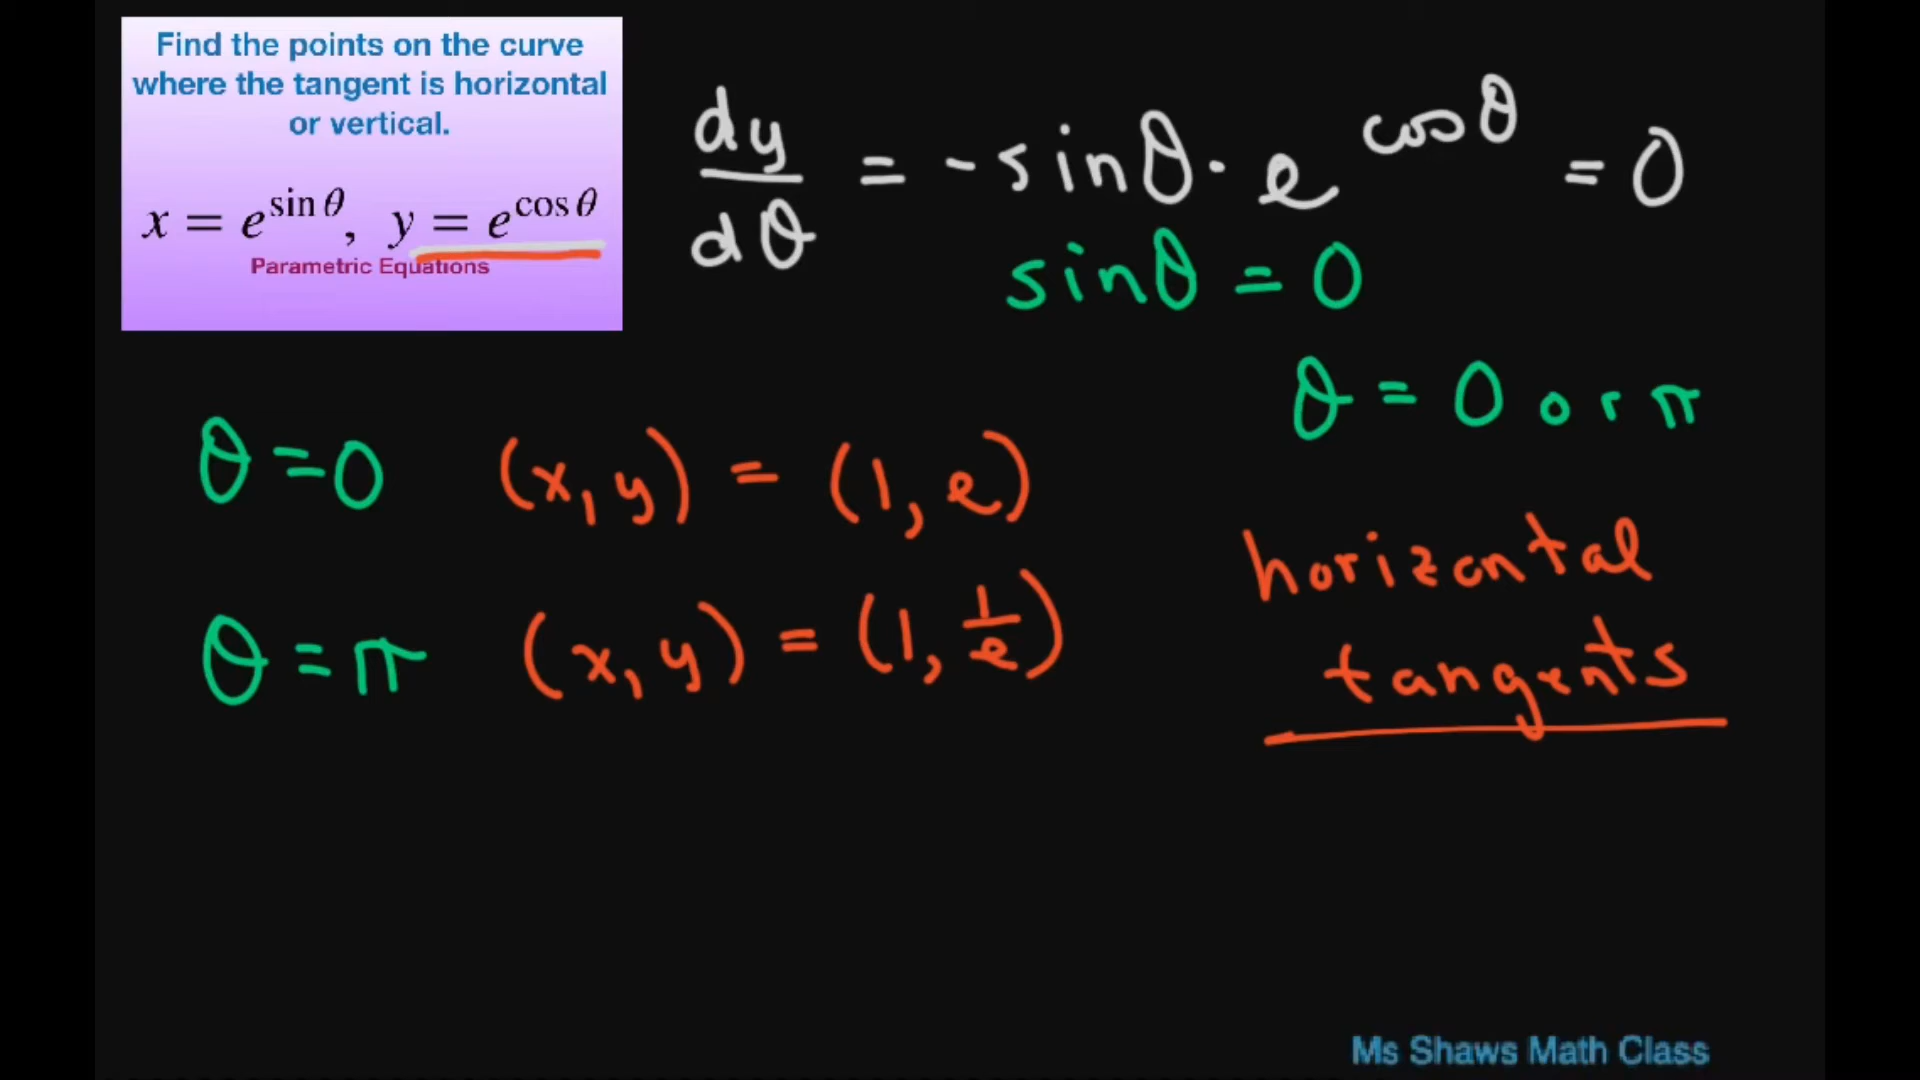 Find the points on the curve
where the tangent is horizontal
or vertical.
x = e^{sin θ}, y = e^{cos θ}
Parametric Equations
dy/dθ = -sinθ · e^{cosθ} = 0
sinθ = 0
θ = 0 or π
θ = 0 (x, y) = (1, e)
θ = π (x, y) = (1, 1/e)
horizontal
tangents
Ms Shaws Math Class